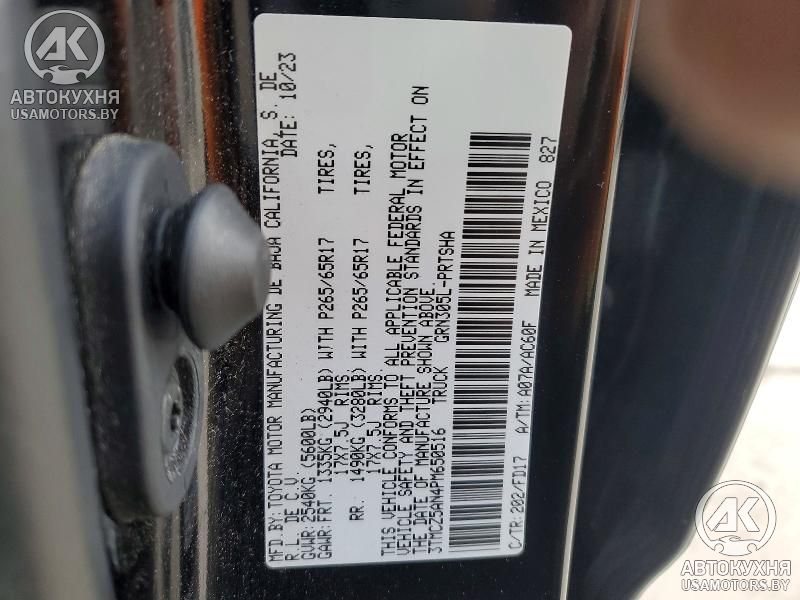 MFD.BY:TOYOTA MOTOR MANUFACTURING DE BAJA CALIFORNIA, S. DE
R.L. DE C.V. DATE: 10/23
GVWR:2540KG (5600LB)
GAWR:FRT. 1335KG (2940LB) WITH P265/65R17 TIRES,
17X7.5J RIMS
RR. 1490KG (3280LB) WITH P265/65R17 TIRES,
17X7.5J RIMS.
THIS VEHICLE CONFORMS TO ALL APPLICABLE FEDERAL MOTOR
VEHICLE SAFETY AND THEFT PREVENTION STANDARDS IN EFFECT ON
THE DATE OF MANUFACTURE SHOWN ABOVE.
3TMCZ5AN4PM650516 TRUCK GRN305L-PRTSHA
C/TR:202/FD17 A/TM:A07A/AC60F MADE IN MEXICO 827
АК
АВТОКУХНЯ
USAMOTORS.BY
АК
АВТОКУХНЯ
USAMOTORS.BY